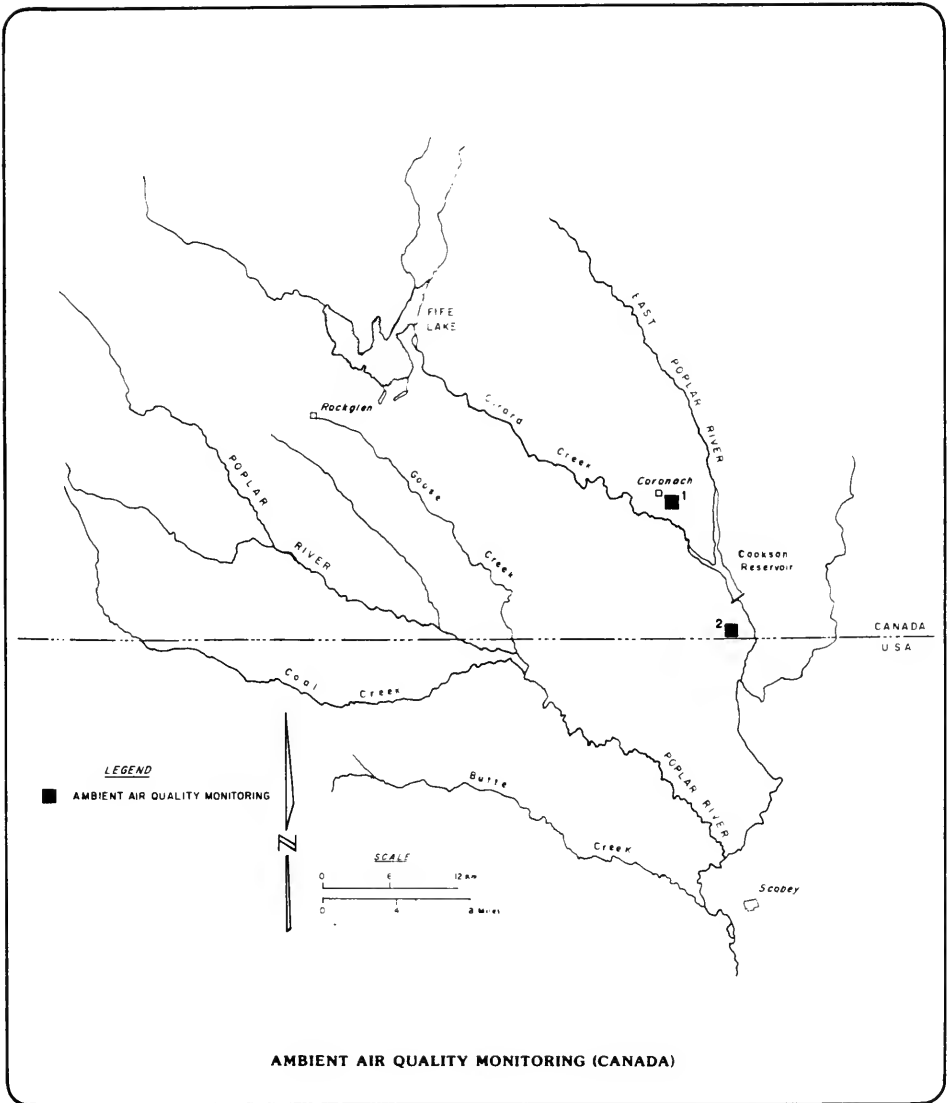 FIFE
LAKE
EAST POPLAR RIVER
Rockglen
Girard Creek
POPLAR RIVER
Goose Creek
Coronach
1
Cookson
Reservoir
2
CANADA
USA
Coal Creek
LEGEND
AMBIENT AIR QUALITY MONITORING
N
Butte Creek
POPLAR RIVER
SCALE
0 6 12 Km
0 4 8 Miles
Scobey
AMBIENT AIR QUALITY MONITORING (CANADA)